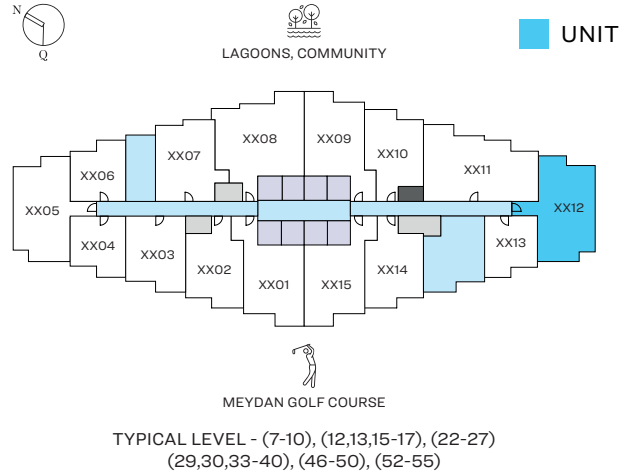 N
Q
LAGOONS, COMMUNITY
UNIT
XX08
XX09
XX07
XX10
XX06
XX11
XX05
XX12
XX04
XX03
XX02
XX01
XX15
XX14
XX13
MEYDAN GOLF COURSE
TYPICAL LEVEL - (7-10), (12,13,15-17), (22-27)
(29,30,33-40), (46-50), (52-55)